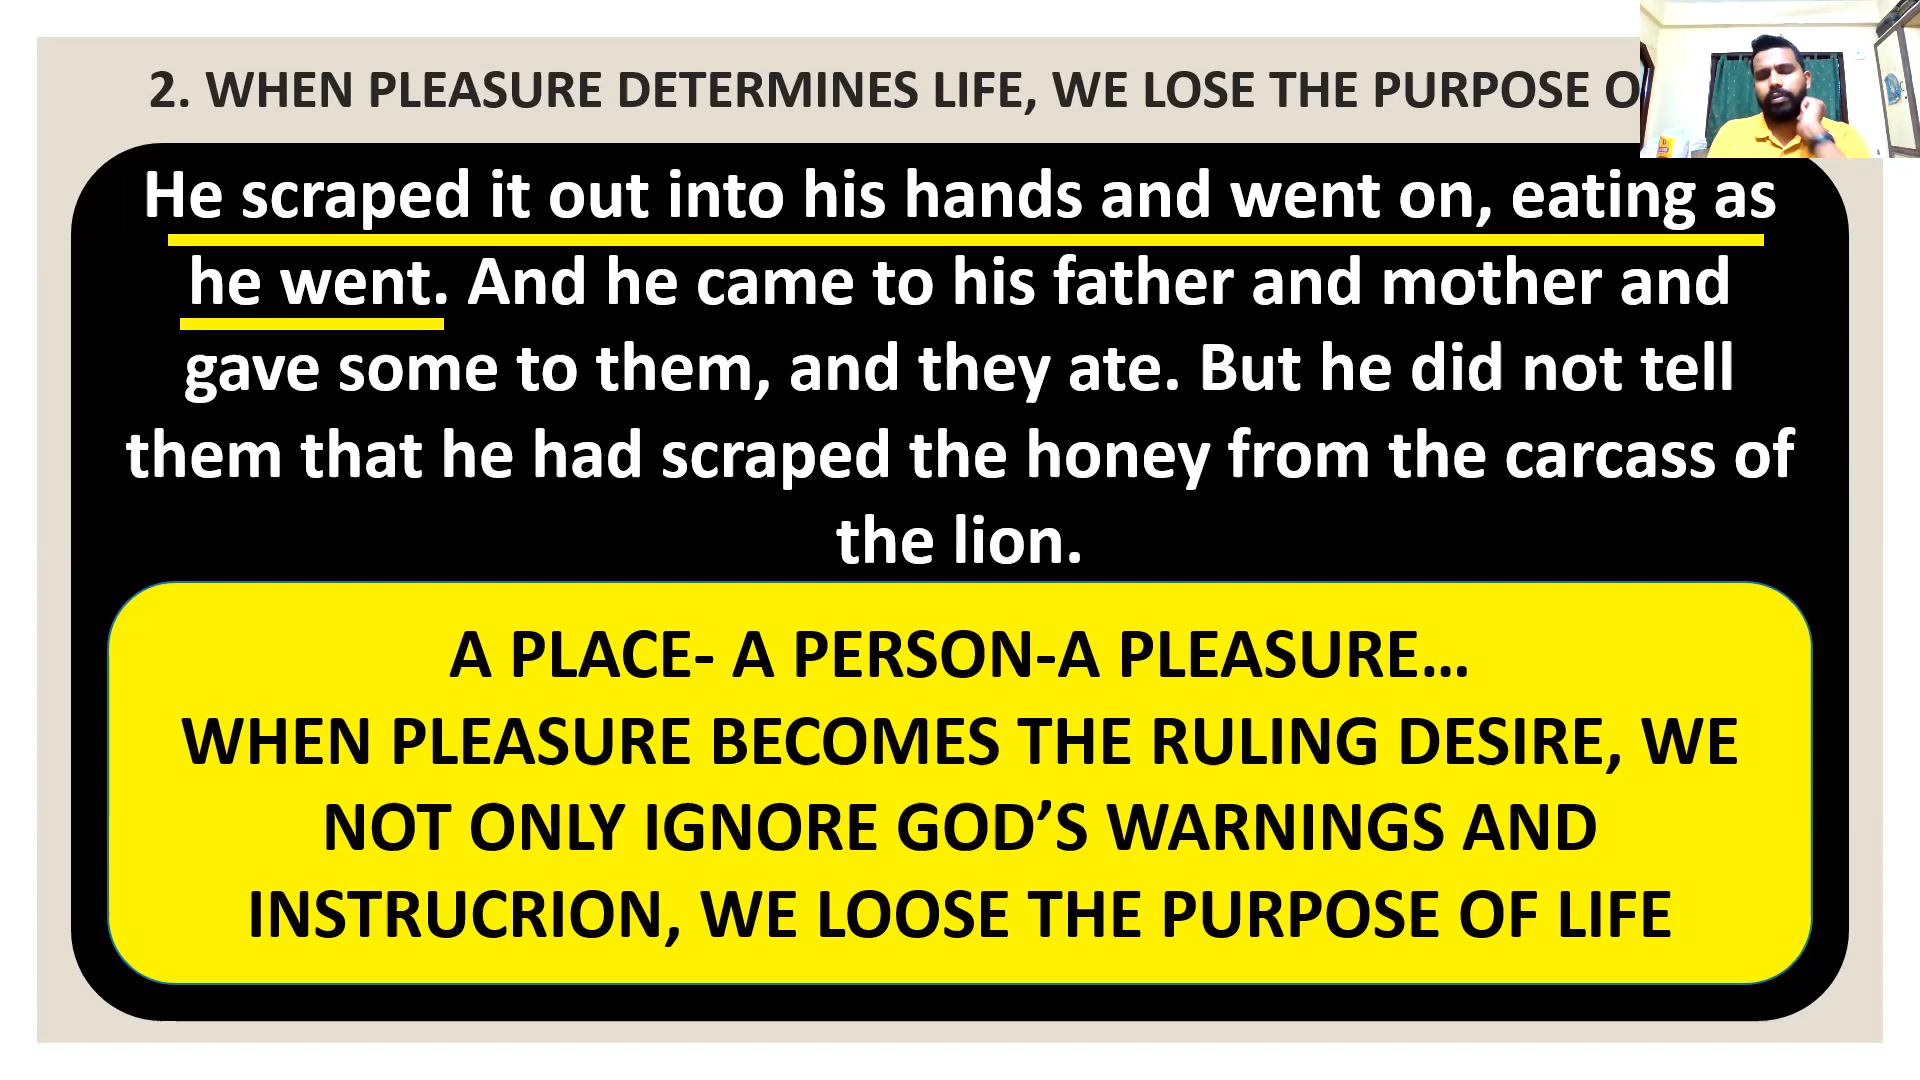 2. WHEN PLEASURE DETERMINES LIFE, WE LOSE THE PURPOSE O
He scraped it out into his hands and went on, eating as
he went. And he came to his father and mother and
gave some to them, and they ate. But he did not tell
them that he had scraped the honey from the carcass of
the lion.
A PLACE- A PERSON-A PLEASURE...
WHEN PLEASURE BECOMES THE RULING DESIRE, WE
NOT ONLY IGNORE GOD’S WARNINGS AND
INSTRUCRION, WE LOOSE THE PURPOSE OF LIFE